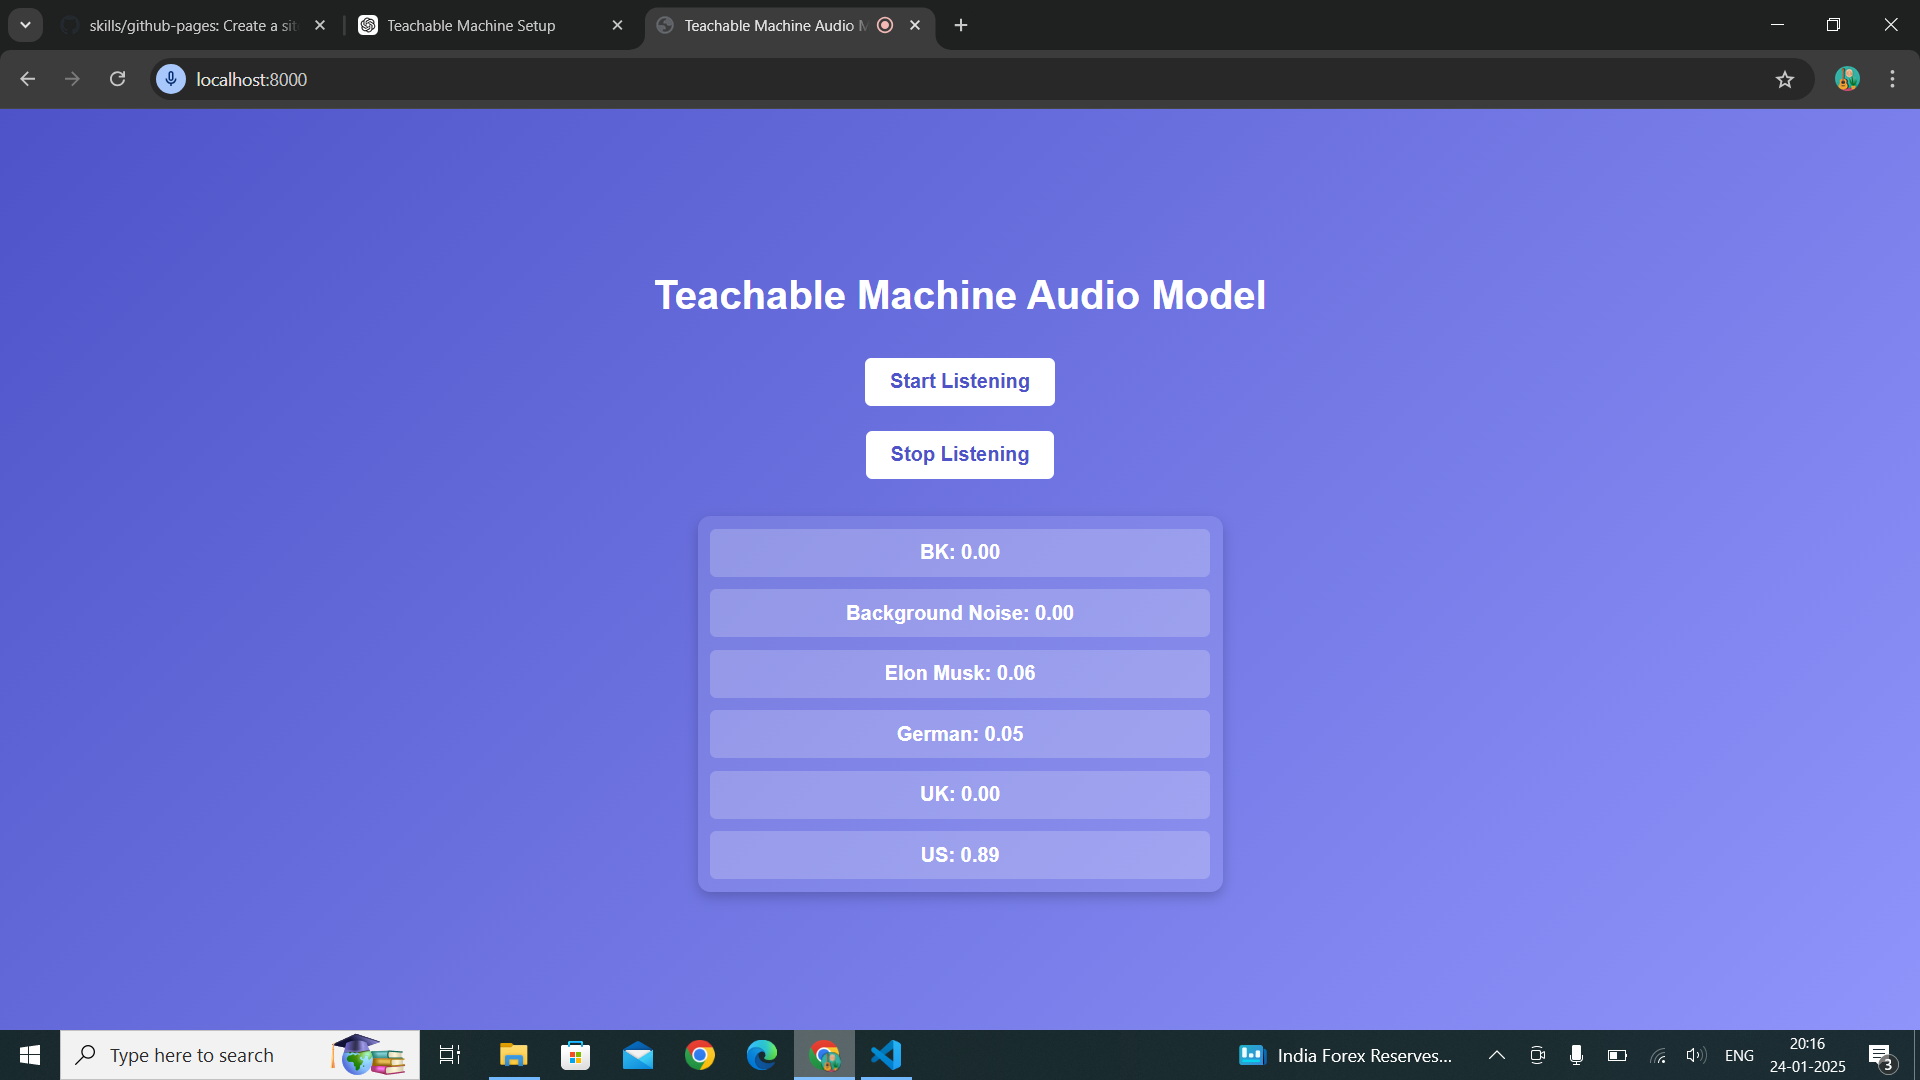 skills/github-pages: Create a sit
Teachable Machine Setup
Teachable Machine Audio M
localhost:8000
Teachable Machine Audio Model
Start Listening
Stop Listening
BK: 0.00
Background Noise: 0.00
Elon Musk: 0.06
German: 0.05
UK: 0.00
US: 0.89
Type here to search
India Forex Reserves...
ENG
20:16
24-01-2025
3